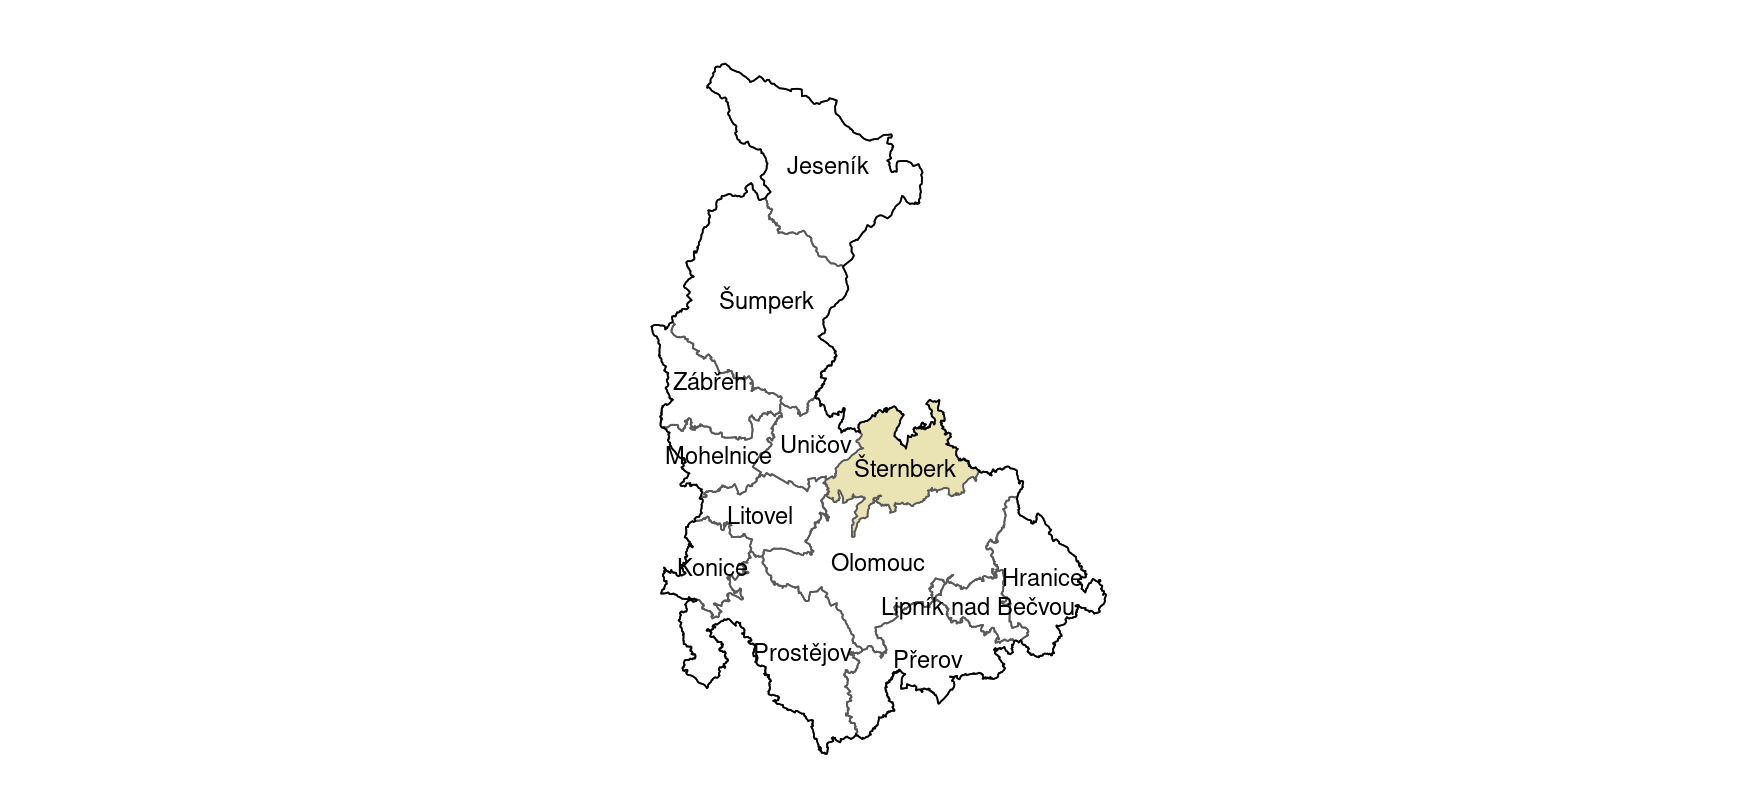 Jeseník
Šumperk
Zábřeh
Uničov
Mohelnice
Šternberk
Litovel
Olomouc
Konice
Hranice
Lipník nad Bečvou
Prostějov
Přerov